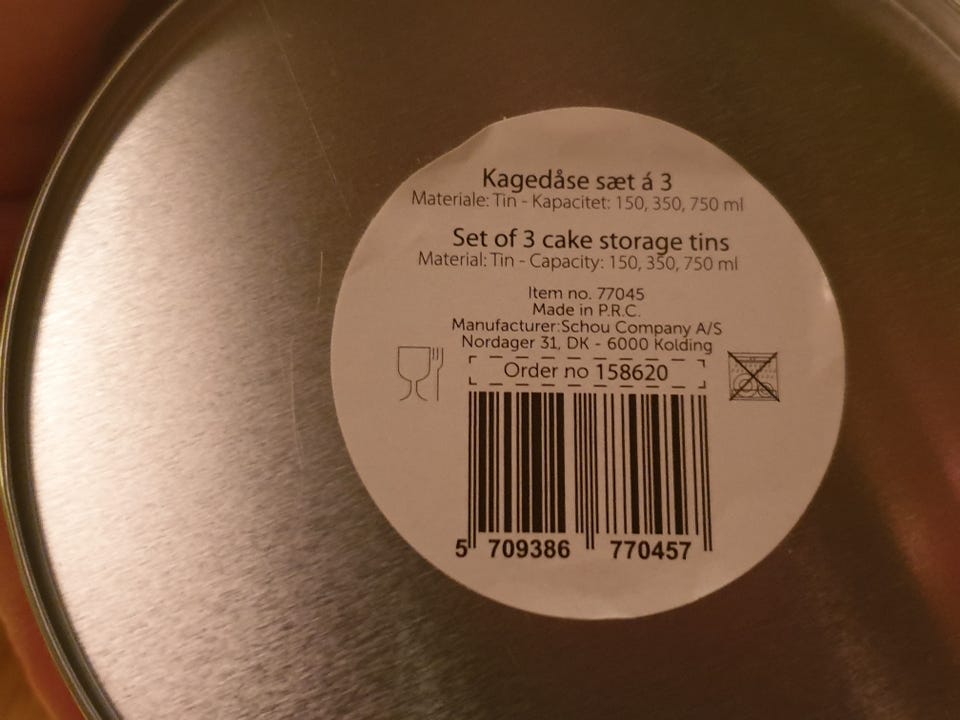 Kagedåse sæt á 3
Materiale: Tin - Kapacitet: 150, 350, 750 ml
Set of 3 cake storage tins
Material: Tin - Capacity: 150, 350, 750 ml
Item no. 77045
Made in P.R.C.
Manufacturer:Schou Company A/S
Nordager 31, DK - 6000 Kolding
Order no 158620
5 709386 770457